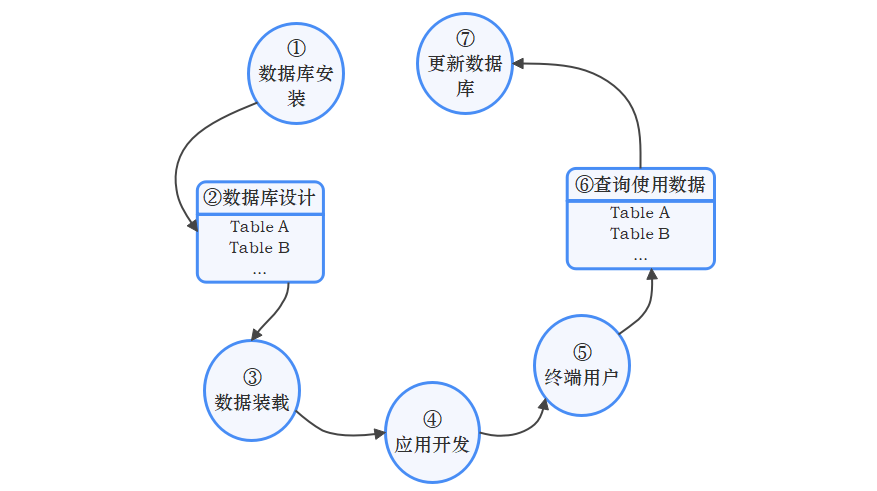 ①
数据库安
装
②数据库设计
Table A
Table B
...
③
数据装载
④
应用开发
⑤
终端用户
⑥查询使用数据
Table A
Table B
...
⑦
更新数据
库